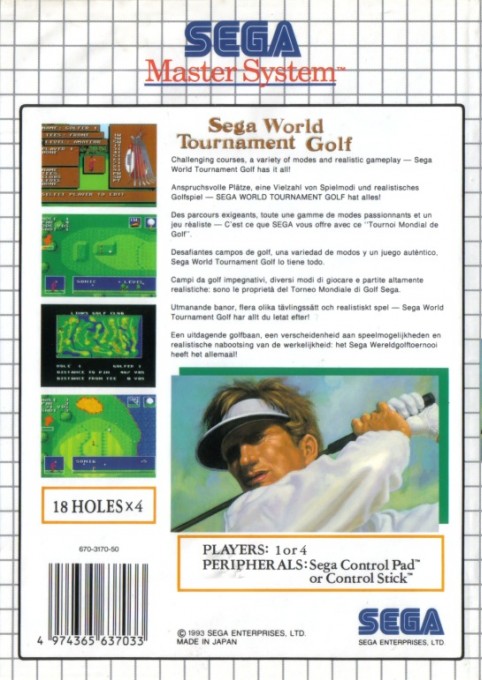 SEGA
Master System™
Sega World
Tournament Golf
Challenging courses, a variety of modes and realistic gameplay — Sega
World Tournament Golf has it all!
Anspruchsvolle Plätze, eine Vielzahl von Spielmodi und realistisches
Golfspiel — SEGA WORLD TOURNAMENT GOLF hat alles!
Des parcours exigeants, toute une gamme de modes passionnants et un
jeu réaliste — C'est ce que SEGA vous offre avec ce ''Tournoi Mondial de
Golf''.
Desafiantes campos de golf, una variedad de modos y un juego auténtico.
Sega World Tournament Golf lo tiene todo.
Campi da golf impegnativi, diversi modi di giocare e partite altamente
realistiche: sono le proprietà del Torneo Mondiale di Golf Sega.
Utmanande banor, flera olika tävlingssätt och realistiskt spel — Sega World
Tournament Golf har allt du letat efter!
Een uitdagende golfbaan, een verscheidenheid aan speelmogelijkheden en
realistische nabootsing van de werkelijkheid: het Sega Wereldgolftoernooi
heeft het allemaal!
18 HOLES×4
670-3170-50
PLAYERS: 1 or 4
PERIPHERALS: Sega Control Pad™
or Control Stick™
4 974365 637033
© 1993 SEGA ENTERPRISES, LTD.
MADE IN JAPAN
SEGA
SEGA ENTERPRISES, LTD.